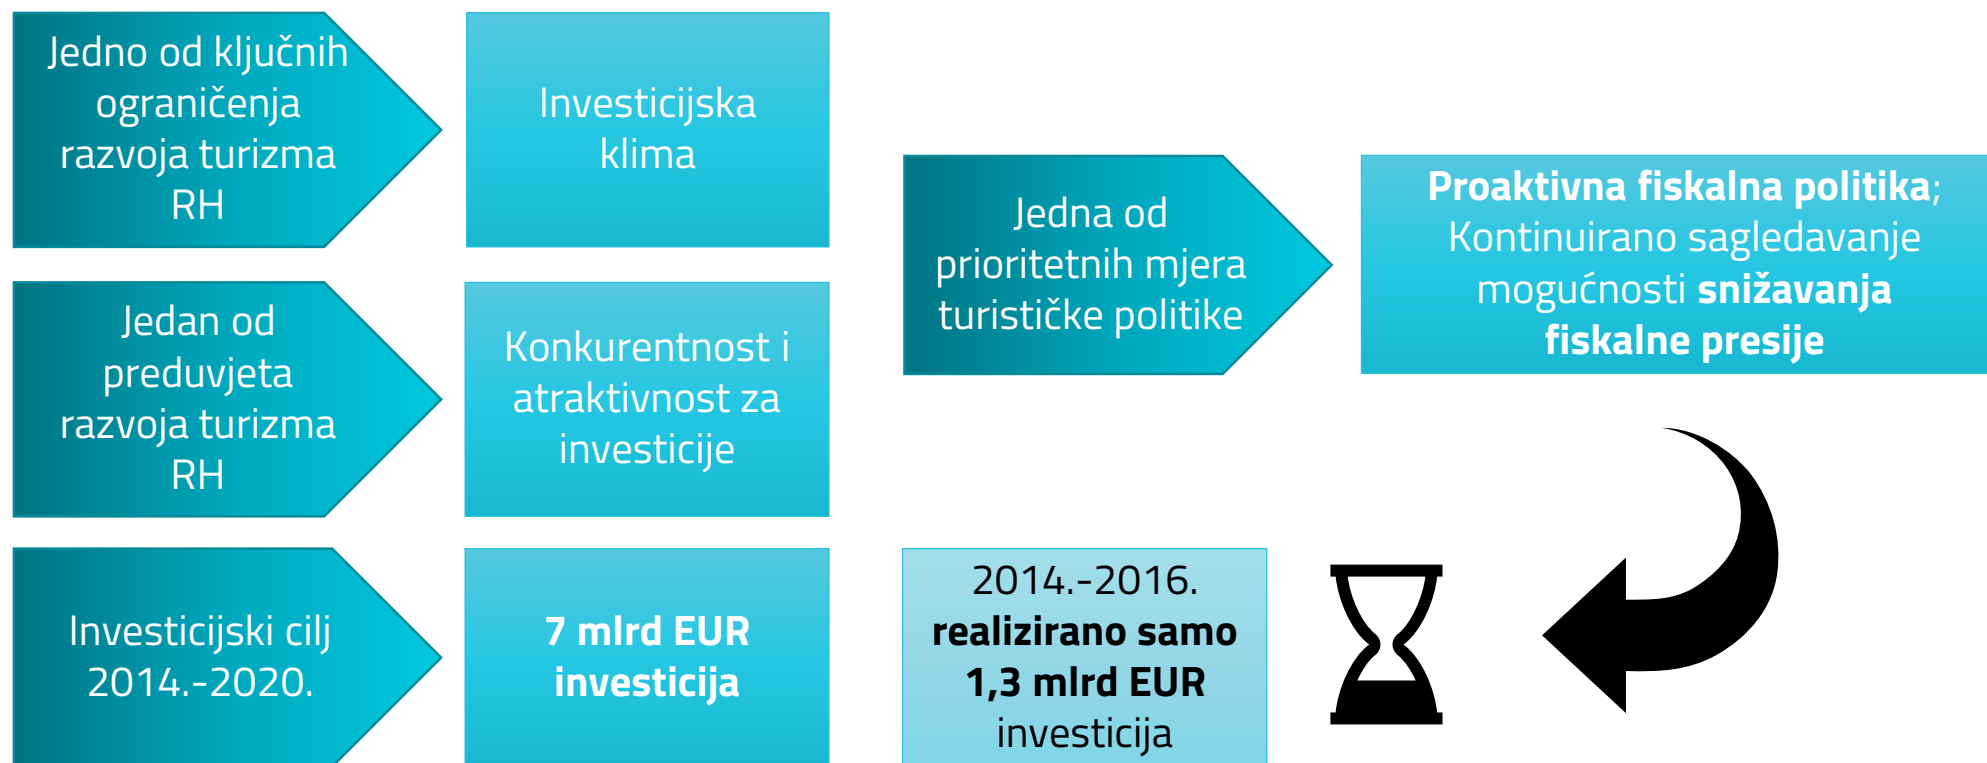 Jedno od ključnih
ograničenja
razvoja turizma
RH
Investicijska
klima
Jedan od
preduvjeta
razvoja turizma
RH
Konkurentnost i
atraktivnost za
investicije
Investicijski cilj
2014.-2020.
7 mlrd EUR
investicija
Jedna od
prioritetnih mjera
turističke politike
Proaktivna fiskalna politika;
Kontinuirano sagledavanje
mogućnosti snižavanja
fiskalne presije
2014.-2016.
realizirano samo
1,3 mlrd EUR
investicija